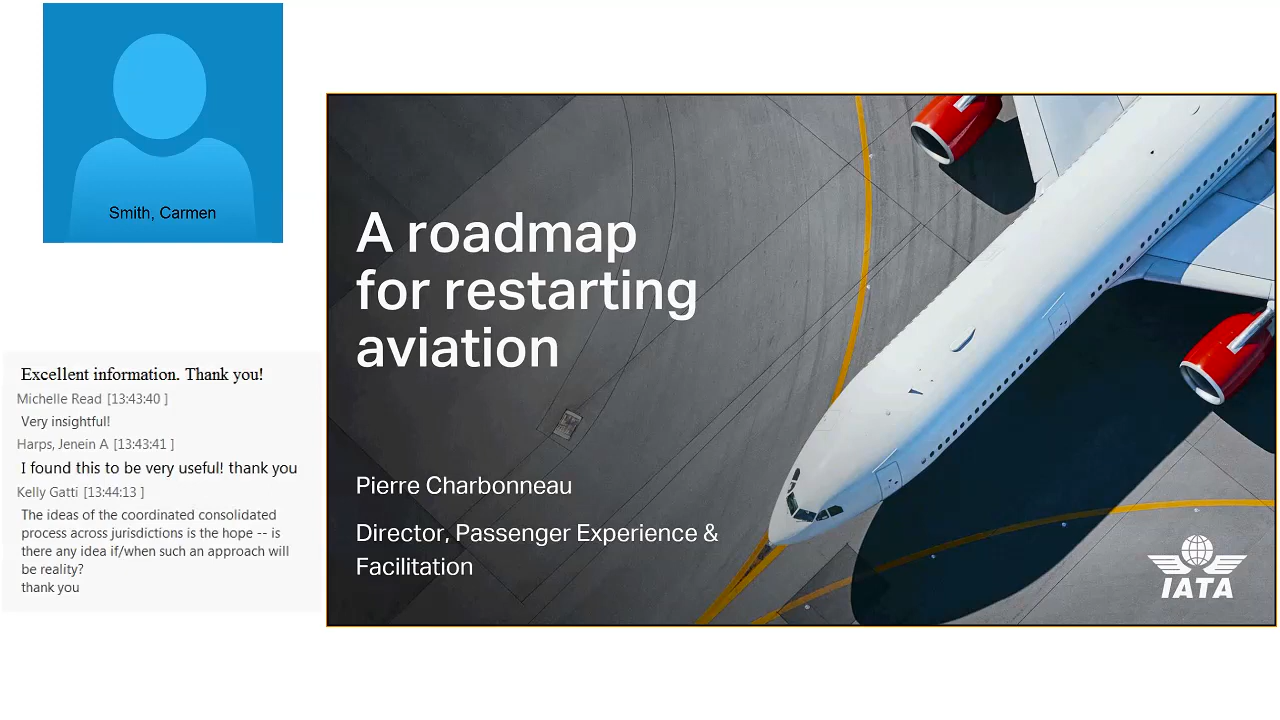 Smith, Carmen
Excellent information. Thank you!
Michelle Read [13:43:40 ]
Very insightful!
Harps, Jenein A [13:43:41 ]
I found this to be very useful! thank you
Kelly Gatti [13:44:13 ]
The ideas of the coordinated consolidated
process across jurisdictions is the hope -- is
there any idea if/when such an approach will
be reality?
thank you
A roadmap
for restarting
aviation
Pierre Charbonneau
Director, Passenger Experience &
Facilitation
IATA